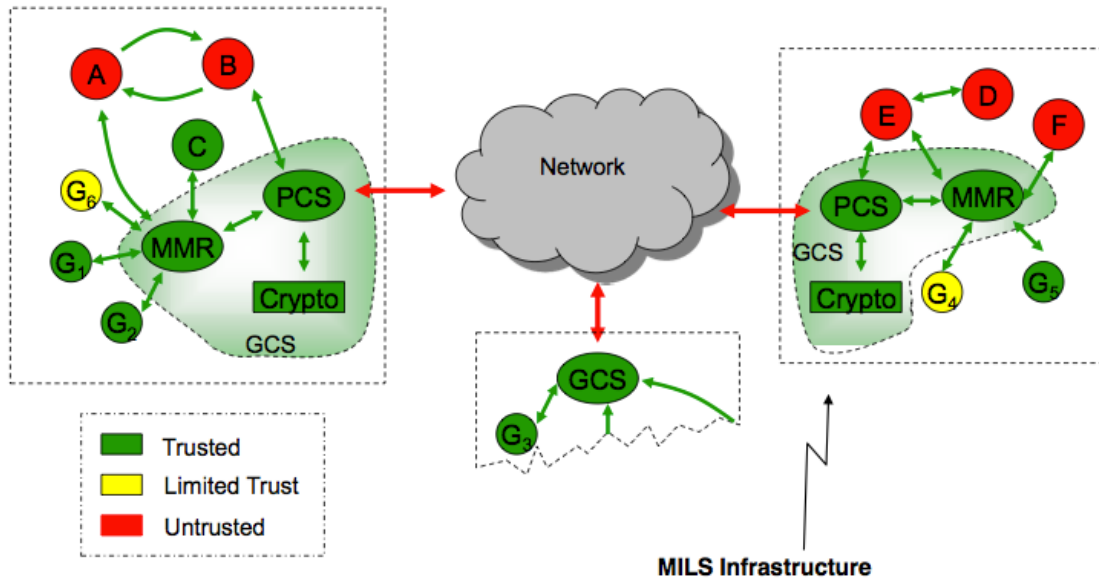 A
B
C
G6
G1
G2
MMR
PCS
Crypto
GCS
Network
E
D
F
PCS
MMR
GCS
Crypto
G4
G5
GCS
G3
Trusted
Limited Trust
Untrusted
MILS Infrastructure